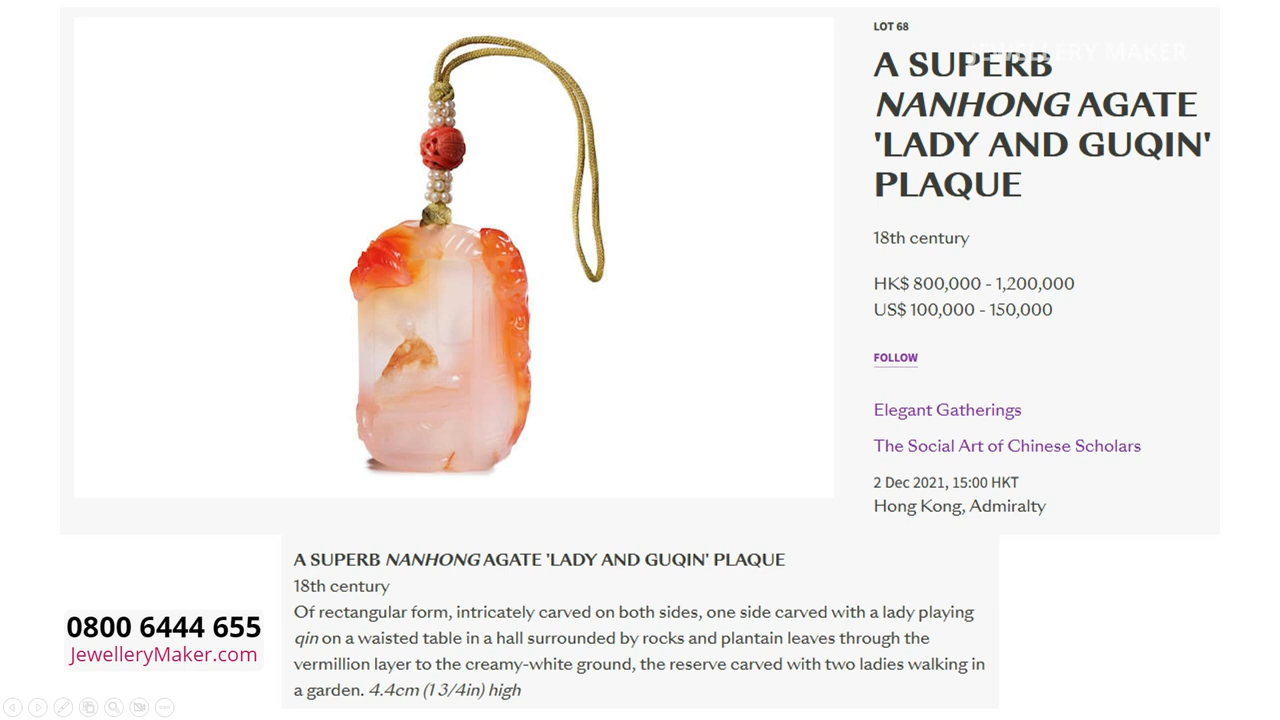 LOT 68
JEWELLERY MAKER
A SUPERB
NANHONG AGATE
'LADY AND GUQIN'
PLAQUE
18th century
HK$ 800,000 - 1,200,000
US$ 100,000 - 150,000
FOLLOW
Elegant Gatherings
The Social Art of Chinese Scholars
2 Dec 2021, 15:00 HKT
Hong Kong, Admiralty
A SUPERB NANHONG AGATE 'LADY AND GUQIN' PLAQUE
18th century
Of rectangular form, intricately carved on both sides, one side carved with a lady playing
qin on a waisted table in a hall surrounded by rocks and plantain leaves through the
vermillion layer to the creamy-white ground, the reserve carved with two ladies walking in
a garden. 4.4cm (1 3/4in) high
0800 6444 655
JewelleryMaker.com